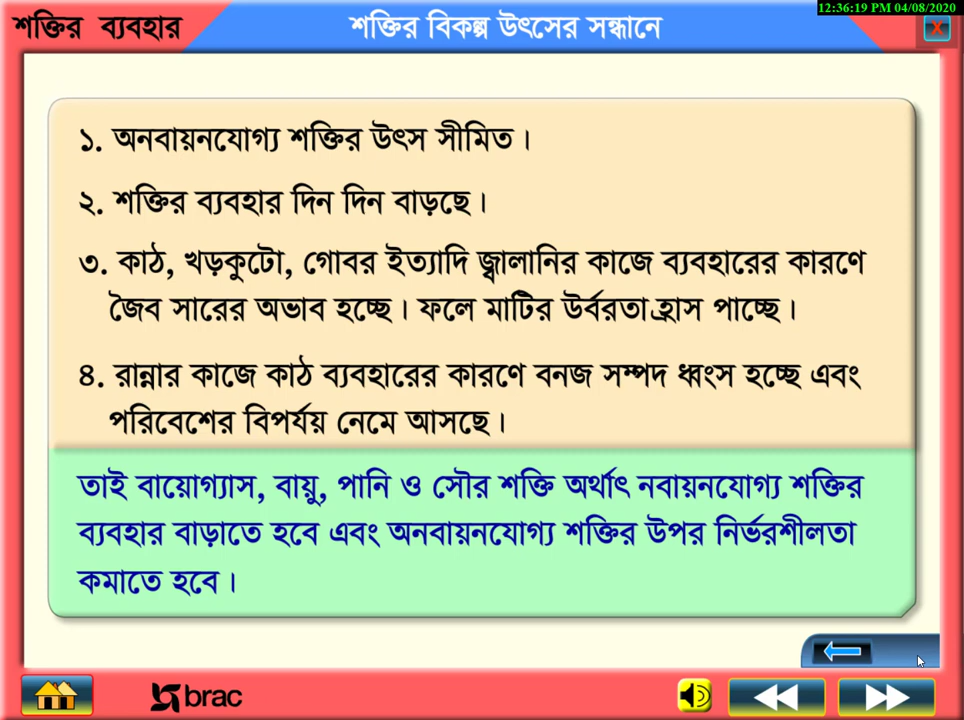 12:36:19 PM 04/08/2020
শক্তির ব্যবহার
শক্তির বিকল্প উৎসের সন্ধানে
X
১. অনবায়নযোগ্য শক্তির উৎস সীমিত।
২. শক্তির ব্যবহার দিন দিন বাড়ছে।
৩. কাঠ, খড়কুটো, গোবর ইত্যাদি জ্বালানির কাজে ব্যবহারের কারণে
জৈব সারের অভাব হচ্ছে। ফলে মাটির উর্বরতা হ্রাস পাচ্ছে।
৪. রান্নার কাজে কাঠ ব্যবহারের কারণে বনজ সম্পদ ধ্বংস হচ্ছে এবং
পরিবেশের বিপর্যয় নেমে আসছে।
তাই বায়োগ্যাস, বায়ু, পানি ও সৌর শক্তি অর্থাৎ নবায়নযোগ্য শক্তির
ব্যবহার বাড়াতে হবে এবং অনবায়নযোগ্য শক্তির উপর নির্ভরশীলতা
কমাতে হবে।
brac